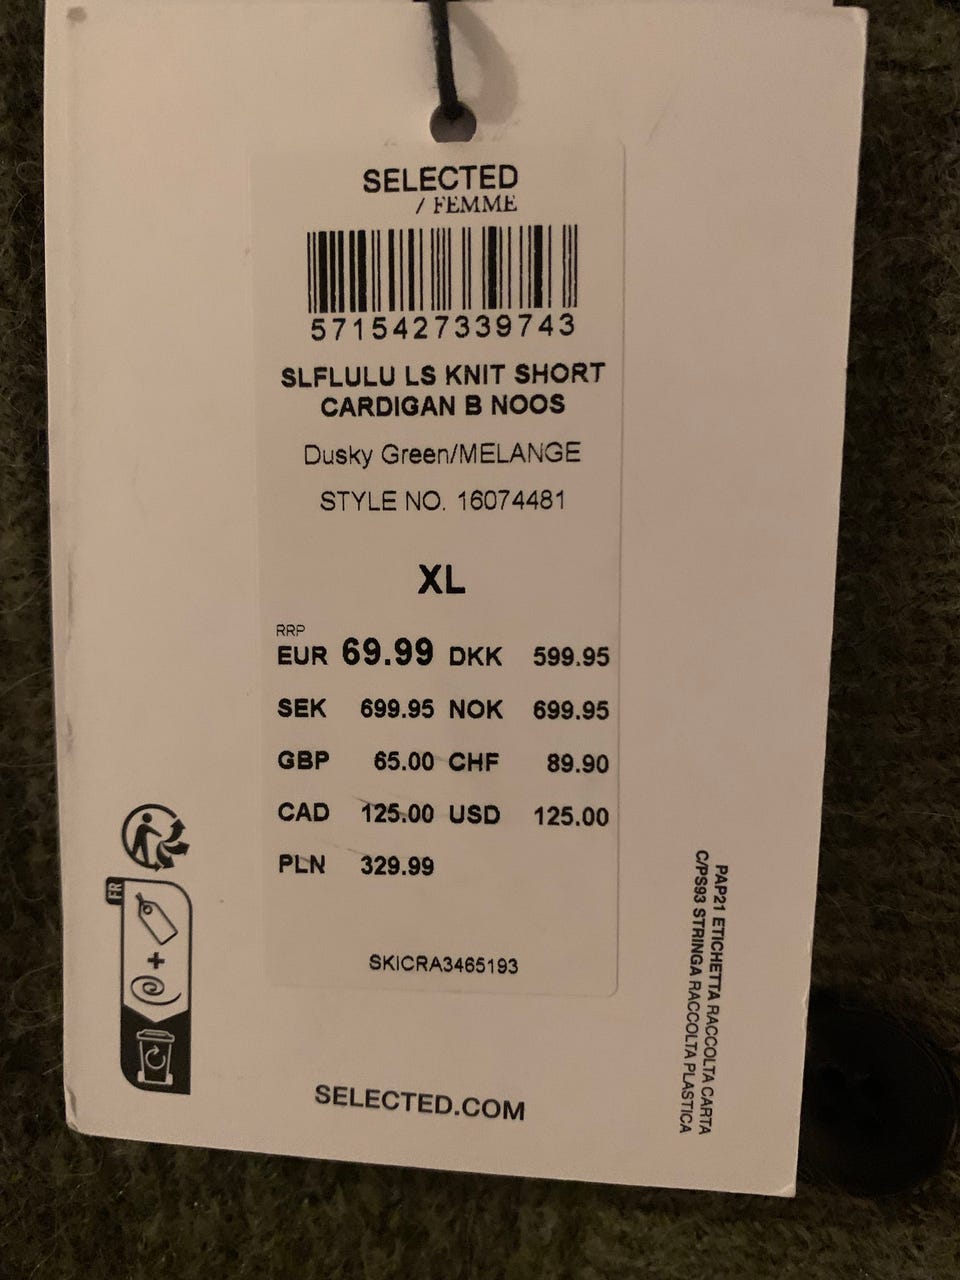 SELECTED
/ FEMME
5715427339743
SLFLULU LS KNIT SHORT
CARDIGAN B NOOS
Dusky Green/MELANGE
STYLE NO. 16074481
XL
RRP
EUR 69.99 DKK 599.95
SEK 699.95 NOK 699.95
GBP 65.00 CHF 89.90
CAD 125.00 USD 125.00
PLN 329.99
SKICRA3465193
SELECTED.COM
FR
+
PAP21 ETICHETTA RACCOLTA CARTA
C/PS93 STRINGA RACCOLTA PLASTICA